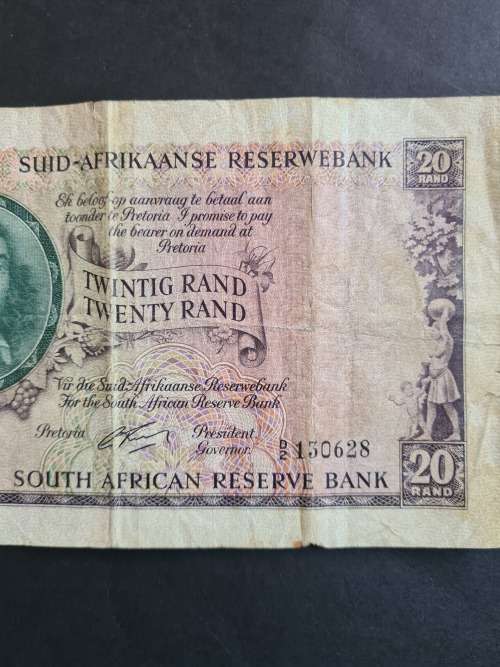 SUID-AFRIKAANSE RESERWEBANK
20
RAND
Ek beloof op aanvraag te betaal aan
toonder te Pretoria I promise to pay
the bearer on demand at
Pretoria
TWINTIG RAND
TWENTY RAND
Vir die Suid-Afrikaanse Reserwebank
For the South African Reserve Bank
Pretoria
President
Governor.
D/2 130628
20
RAND
SOUTH AFRICAN RESERVE BANK